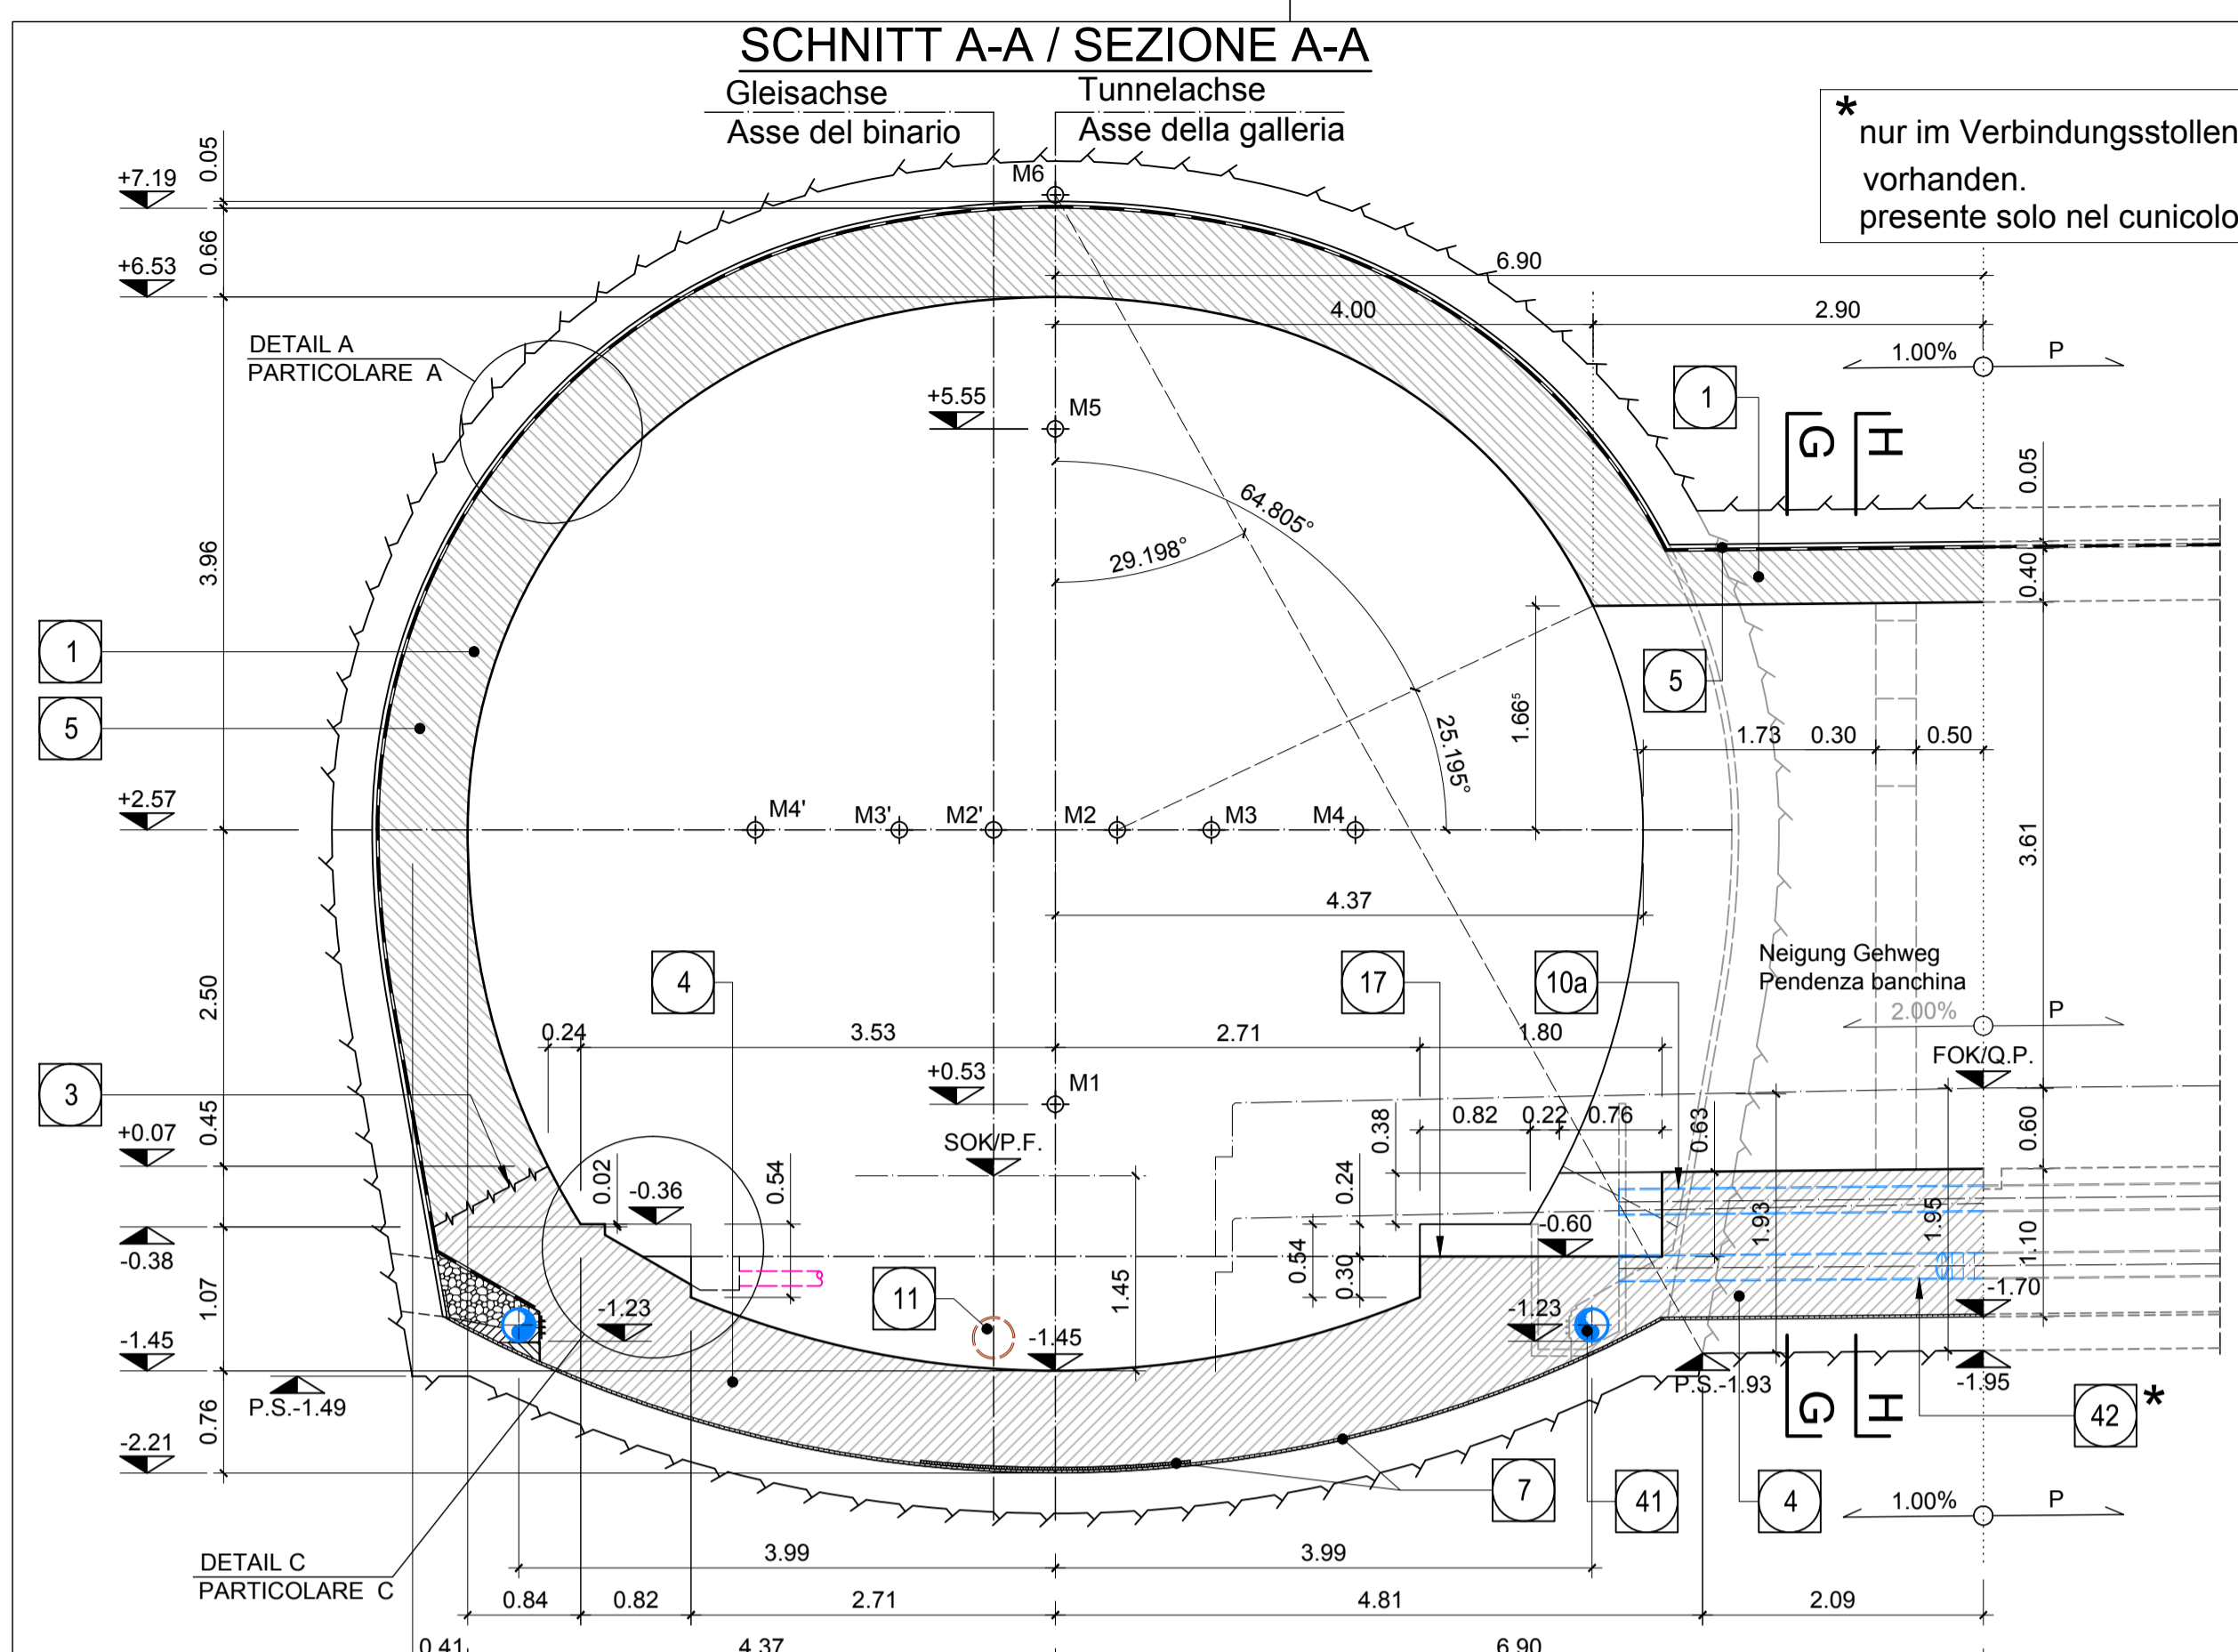 SCHNITT A-A / SEZIONE A-A
Gleisachse
Asse del binario
Tunnelachse
Asse della galleria
*
nur im Verbindungsstollen
vorhanden.
presente solo nel cunicolo
+7.19
0.05
M6
+6.53
0.66
6.90
4.00
2.90
DETAIL A
PARTICOLARE A
1.00%
P
1
+5.55
M5
G
H
0.05
64.805°
29.198°
3.96
0.40
1
5
5
1.66⁵
25.195°
1.73
0.30
0.50
+2.57
M4'
M3'
M2'
M2
M3
M4
3.61
4.37
Neigung Gehweg
Pendenza banchina
4
17
10a
2.50
2.00%
P
0.24
3.53
2.71
1.80
FOK/Q.P.
3
+0.53
M1
0.45
0.38
0.82
0.22
0.76
0.63
0.60
+0.07
SOK/P.F.
0.02
-0.36
0.54
0.24
-0.60
1.93
1.95
1.10
-0.38
0.54
0.30
1.45
-1.70
1.07
11
-1.23
-1.23
-1.45
-1.45
P.S.-1.49
P.S.-1.93
-1.95
0.76
G
H
42
*
-2.21
7
41
4
1.00%
P
DETAIL C
PARTICOLARE C
3.99
3.99
0.84
0.82
2.71
4.81
2.09
0.41
4.37
6.90